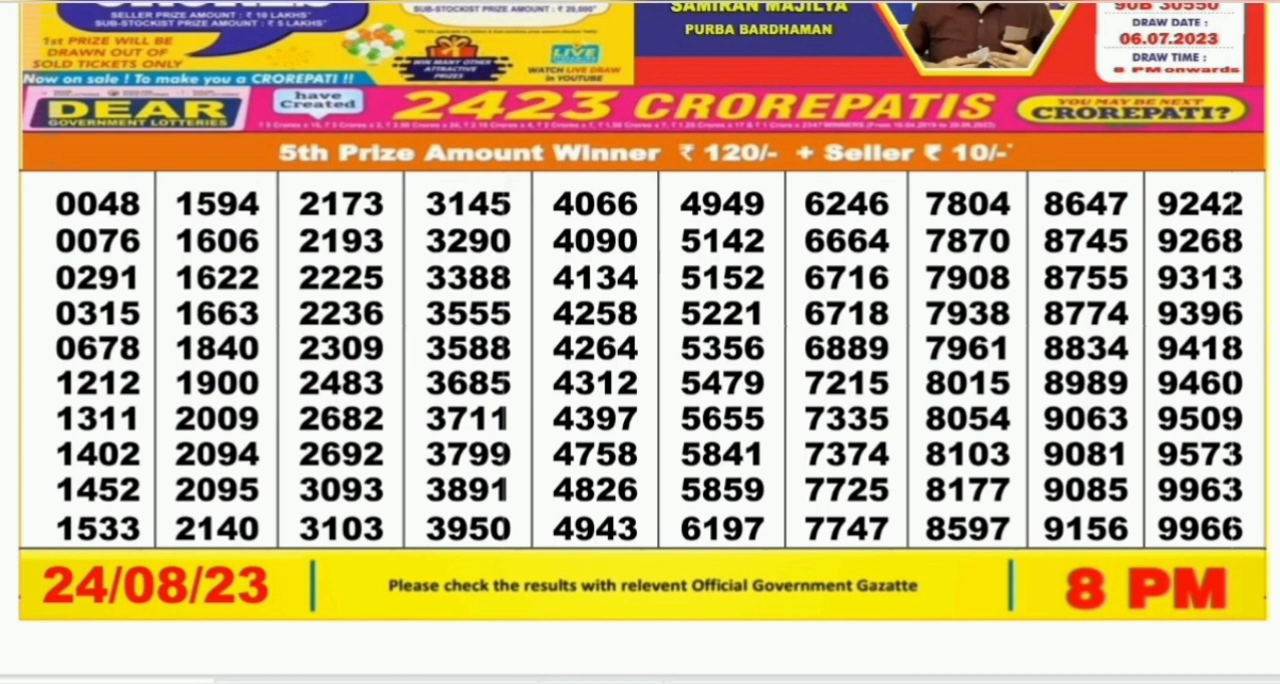 SELLER PRIZE AMOUNT : ₹ 10 LAKHS*
SUB-STOCKIST PRIZE AMOUNT : ₹ 5 LAKHS*
SUB-STOCKIST PRIZE AMOUNT : ₹ 20,000*
SAMIRAN MAJILYA
PURBA BARDHAMAN
90B 30550
DRAW DATE :
06.07.2023
DRAW TIME :
8 PM onwards
1st PRIZE WILL BE
DRAWN OUT OF
SOLD TICKETS ONLY
WIN MANY OTHER
ATTRACTIVE
PRIZES
LIVE
WATCH LIVE DRAW
in YOUTUBE
Now on sale ! To make you a CROREPATI !!
DEAR
GOVERNMENT LOTTERIES
have
Created
2423 CROREPATIS
YOU MAY BE NEXT
CROREPATI?
5th Prize Amount Winner ₹ 120/- + Seller ₹ 10/-*
0048 1594 2173 3145 4066 4949 6246 7804 8647 9242
0076 1606 2193 3290 4090 5142 6664 7870 8745 9268
0291 1622 2225 3388 4134 5152 6716 7908 8755 9313
0315 1663 2236 3555 4258 5221 6718 7938 8774 9396
0678 1840 2309 3588 4264 5356 6889 7961 8834 9418
1212 1900 2483 3685 4312 5479 7215 8015 8989 9460
1311 2009 2682 3711 4397 5655 7335 8054 9063 9509
1402 2094 2692 3799 4758 5841 7374 8103 9081 9573
1452 2095 3093 3891 4826 5859 7725 8177 9085 9963
1533 2140 3103 3950 4943 6197 7747 8597 9156 9966
24/08/23
Please check the results with relevent Official Government Gazatte
8 PM